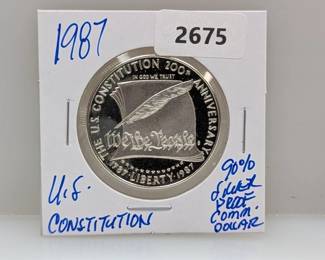 1987
2675
THE U.S. CONSTITUTION 200TH ANNIVERSARY
IN GOD WE TRUST
We the People
1787·LIBERTY·1987
U.S.
CONSTITUTION
90%
SILVER
PROOF
COMM.
DOLLAR